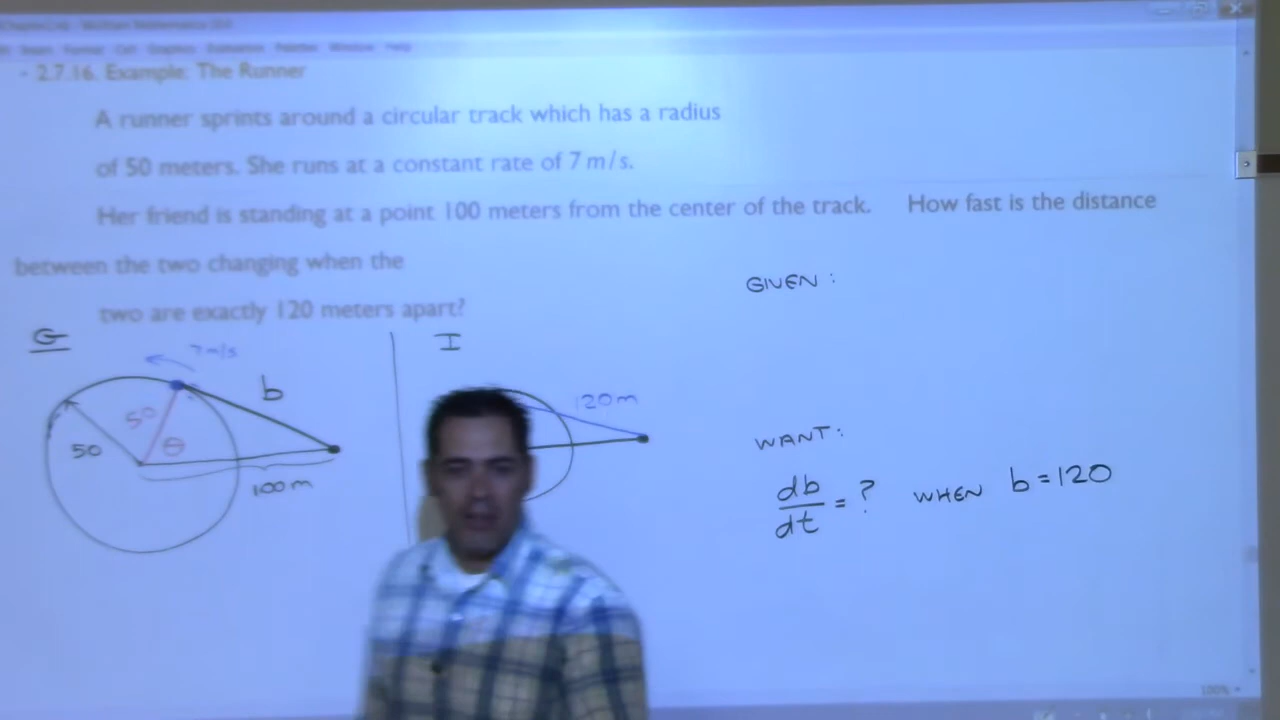 2.7.16. Example: The Runner
A runner sprints around a circular track which has a radius
of 50 meters. She runs at a constant rate of 7 m/s.
Her friend is standing at a point 100 meters from the center of the track. How fast is the distance
between the two changing when the
two are exactly 120 meters apart?
GIVEN:
G
I
7 m/s
b
50
50
θ
100 m
120 m
WANT:
db/dt = ? WHEN b = 120
100%